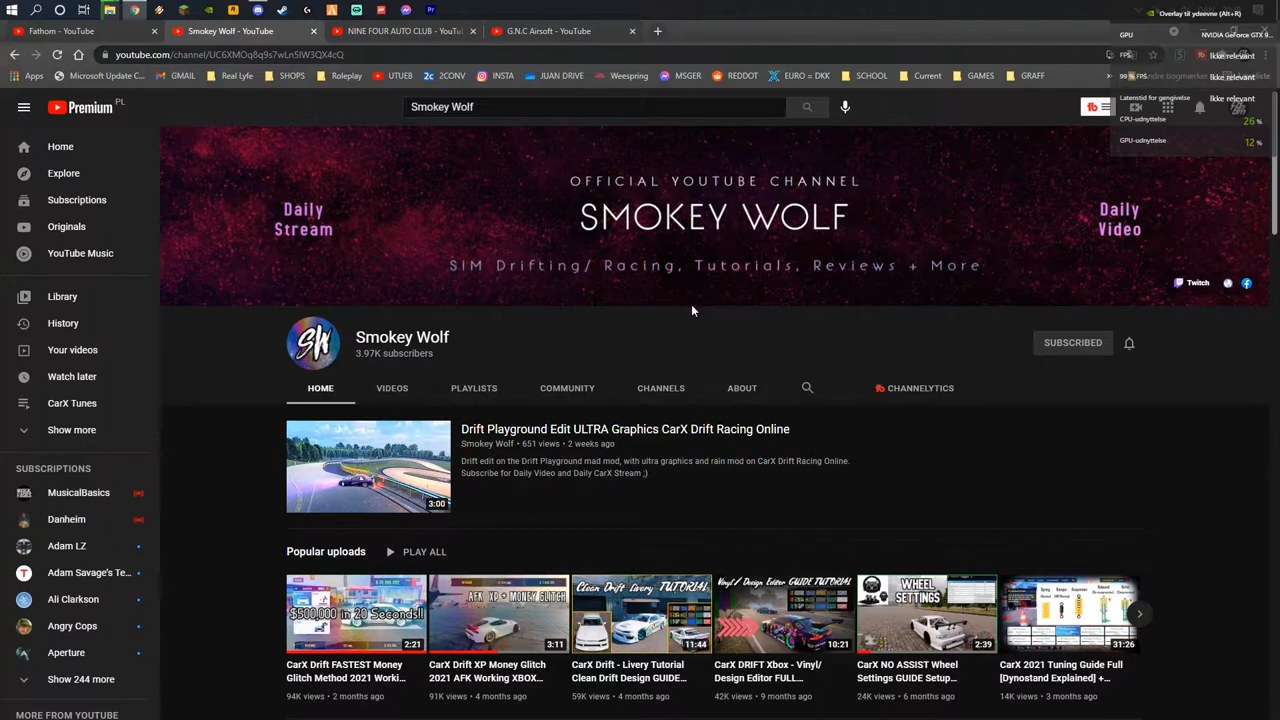 Overlay til ydeevne (Alt+R)
Fathom - YouTube
Smokey Wolf - YouTube
NINE FOUR AUTO CLUB - YouTu
G.N.C Airsoft - YouTube
GPU
NVIDIA GeForce GTX 9...
FPS
Ikke relevant
youtube.com/channel/UC6XMOq8q9s7wLn5IW3QX4cQ
Apps
Microsoft Update C...
GMAIL
Real Lyfe
SHOPS
Roleplay
UTUEB
2CONV
INSTA
JUAN DRIVE
Weespring
MSGER
REDDOT
EURO = DKK
SCHOOL
Current
GAMES
GRAFF
99 % FPS
Ikke relevant
Andre bogmærker
Latenstid for gengivelse
Ikke relevant
Premium PL
Smokey Wolf
CPU-udnyttelse
26 %
GPU-udnyttelse
12 %
Home
Explore
Subscriptions
Originals
YouTube Music
Library
History
Your videos
Watch later
CarX Tunes
Show more
SUBSCRIPTIONS
MusicalBasics
Danheim
Adam LZ
Adam Savage's Te...
Ali Clarkson
Angry Cops
Aperture
Show 244 more
MORE FROM YOUTUBE
OFFICIAL YOUTUBE CHANNEL
SMOKEY WOLF
SIM Drifting/ Racing, Tutorials, Reviews + More
Daily
Stream
Daily
Video
Twitch
SW
Smokey Wolf
3.97K subscribers
SUBSCRIBED
HOME
VIDEOS
PLAYLISTS
COMMUNITY
CHANNELS
ABOUT
CHANNELYTICS
3:00
Drift Playground Edit ULTRA Graphics CarX Drift Racing Online
Smokey Wolf • 651 views • 2 weeks ago
Drift edit on the Drift Playground mad mod, with ultra graphics and rain mod on CarX Drift Racing Online.
Subscribe for Daily Video and Daily CarX Stream ;)
Popular uploads
PLAY ALL
$500,000 in 20 Seconds!!
2:21
CarX Drift FASTEST Money
Glitch Method 2021 Worki...
94K views • 2 months ago
AFK XP + MONEY GLITCH
3:11
CarX Drift XP Money Glitch
2021 AFK Working XBOX...
91K views • 4 months ago
Clean Drift Livery TUTORIAL
11:44
CarX Drift - Livery Tutorial
Clean Drift Design GUIDE...
59K views • 4 months ago
Vinyl/Design Editor GUIDE TUTORIAL
10:21
CarX DRIFT Xbox - Vinyl/
Design Editor FULL...
42K views • 9 months ago
WHEEL
SETTINGS
2:39
CarX NO ASSIST Wheel
Settings GUIDE Setup...
24K views • 6 months ago
31:26
CarX 2021 Tuning Guide Full
[Dynostand Explained] +...
14K views • 3 months ago